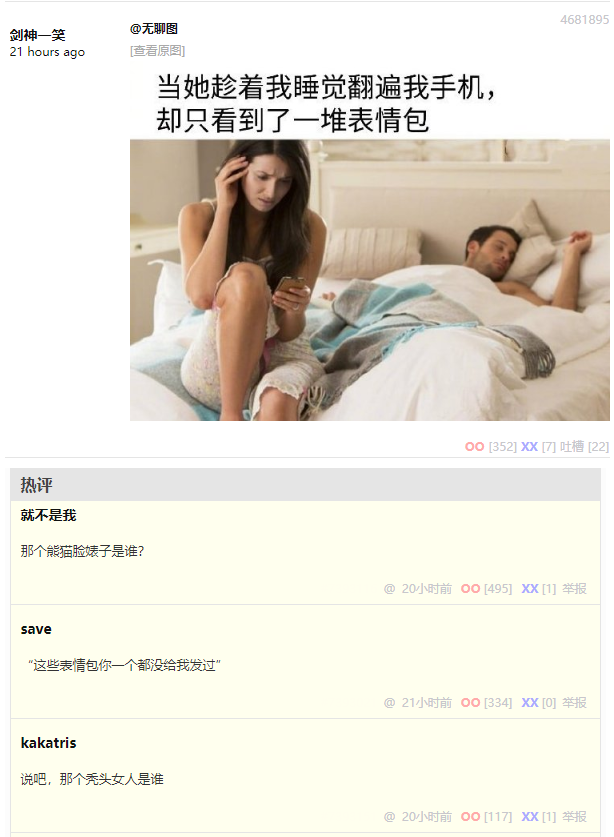 4681895
剑神一笑
21 hours ago
@无聊图
[查看原图]
当她趁着我睡觉翻遍我手机，
却只看到了一堆表情包
OO [352] XX [7] 吐槽 [22]
热评
就不是我
那个熊猫脸婊子是谁?
@ 20小时前 OO [495] XX [1] 举报
save
“这些表情包你一个都没给我发过”
@ 21小时前 OO [334] XX [0] 举报
kakatris
说吧，那个秃头女人是谁
@ 20小时前 OO [117] XX [1] 举报